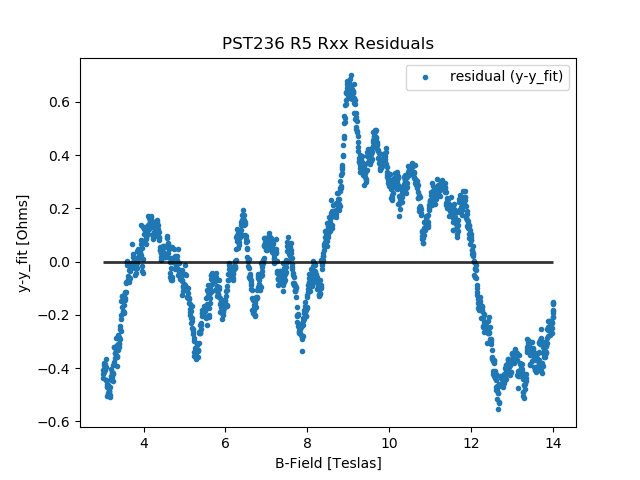 PST236 R5 Rxx Residuals
residual (y-y_fit)
y-y_fit [Ohms]
0.6
0.4
0.2
0.0
−0.2
−0.4
−0.6
4 6 8 10 12 14
B-Field [Teslas]